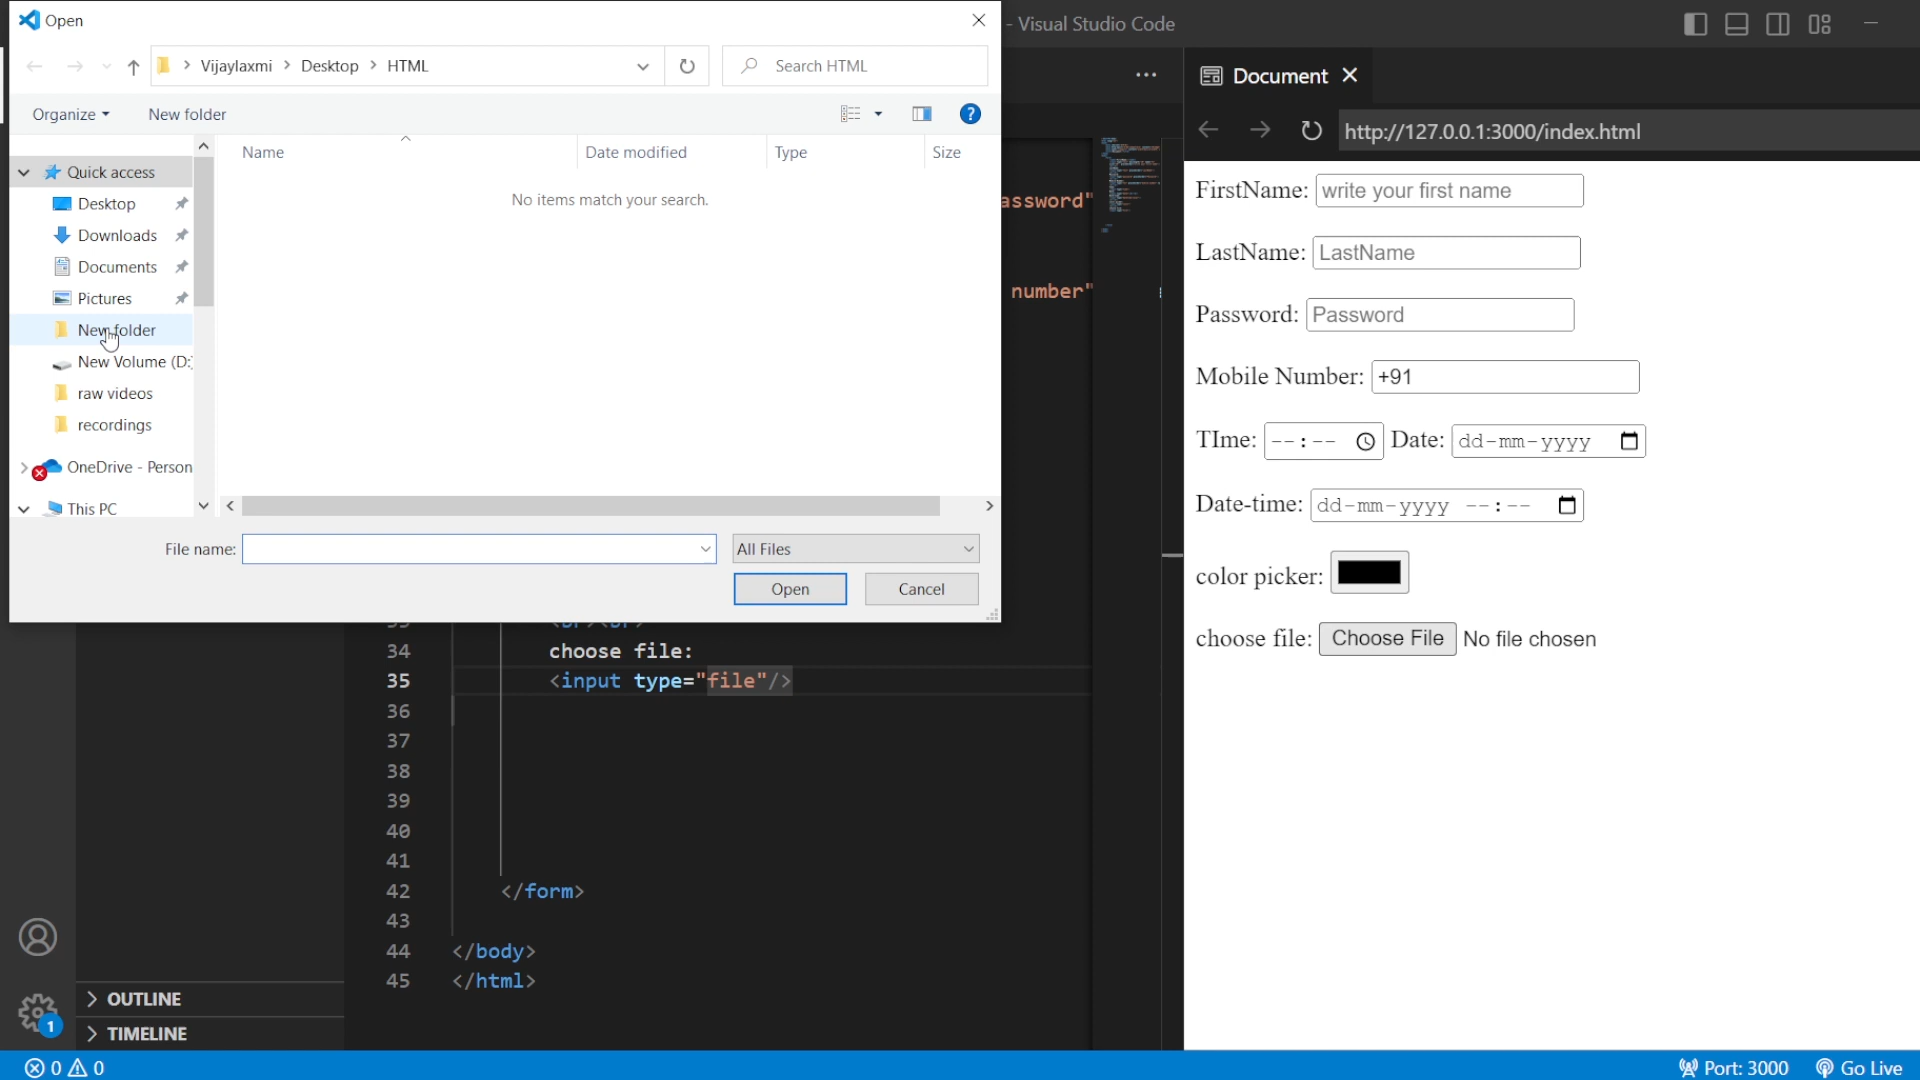 Open
- Visual Studio Code
> Vijaylaxmi > Desktop > HTML
Search HTML
Organize
New folder
Name
Date modified
Type
Size
No items match your search.
Quick access
Desktop
Downloads
Documents
Pictures
New folder
New Volume (D:)
raw videos
recordings
OneDrive - Person
This PC
File name:
All Files
Open
Cancel
assword"
number"
34 choose file:
35 <input type="file"/>
36
37
38
39
40
41
42 </form>
43
44 </body>
45 </html>
OUTLINE
TIMELINE
1
0 0
Document
http://127.0.0.1:3000/index.html
FirstName: write your first name
LastName: LastName
Password: Password
Mobile Number: +91
TIme: --:-- Date: dd-mm-yyyy
Date-time: dd-mm-yyyy --:--
color picker:
choose file: Choose File No file chosen
Port: 3000
Go Live